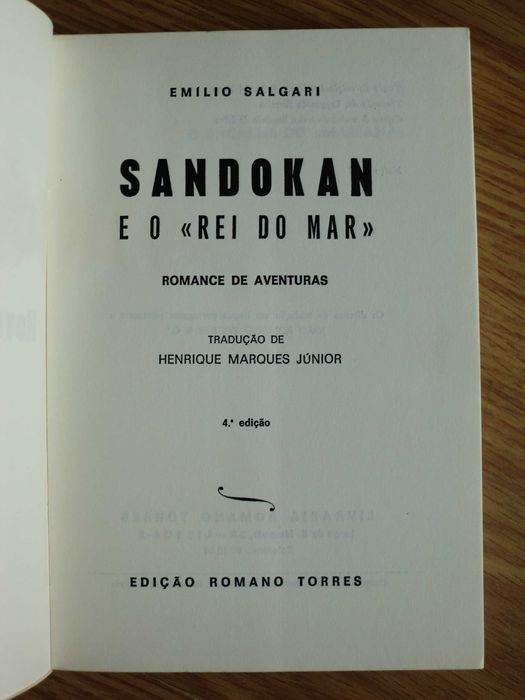 EMÍLIO SALGARI
SANDOKAN
E O «REI DO MAR»
ROMANCE DE AVENTURAS
TRADUÇÃO DE
HENRIQUE MARQUES JÚNIOR
4.ª edição
EDIÇÃO ROMANO TORRES